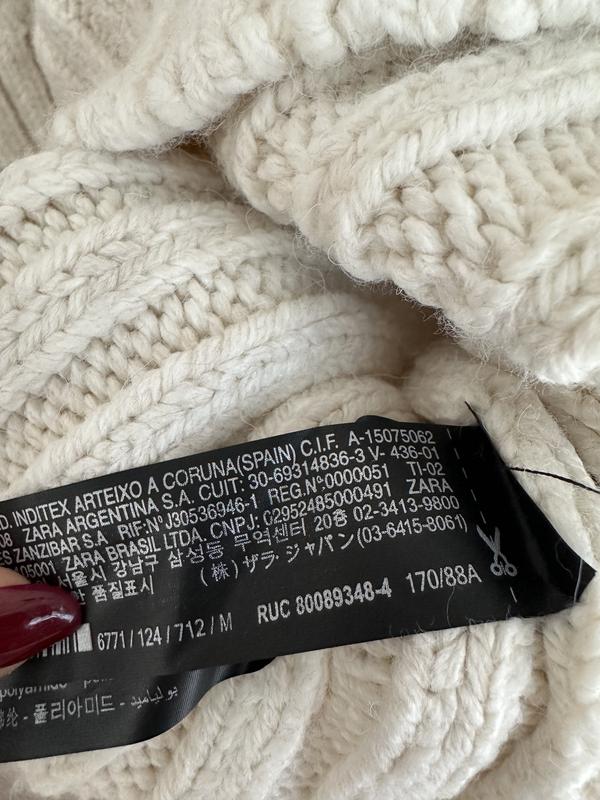 INDITEX ARTEIXO A CORUNA(SPAIN) C.I.F. A-15075062
08 ZARA ARGENTINA S.A. CUIT: 30-69314836-3 V- 436-01
ZANZIBAR S.A RIF:Nº J30536946-1 REG.Nº0000051 TI-02
05001 ZARA BRASIL LTDA. CNPJ: 02952485000491 ZARA
서울시 강남구 삼성동 무역센터 20층 02-3413-9800
품질표시 (株) ザラ・ジャパン(03-6415-8061)
6771/124/712/M RUC 80089348-4 170/88A
polyamide
폴리아미드 - بولیامید